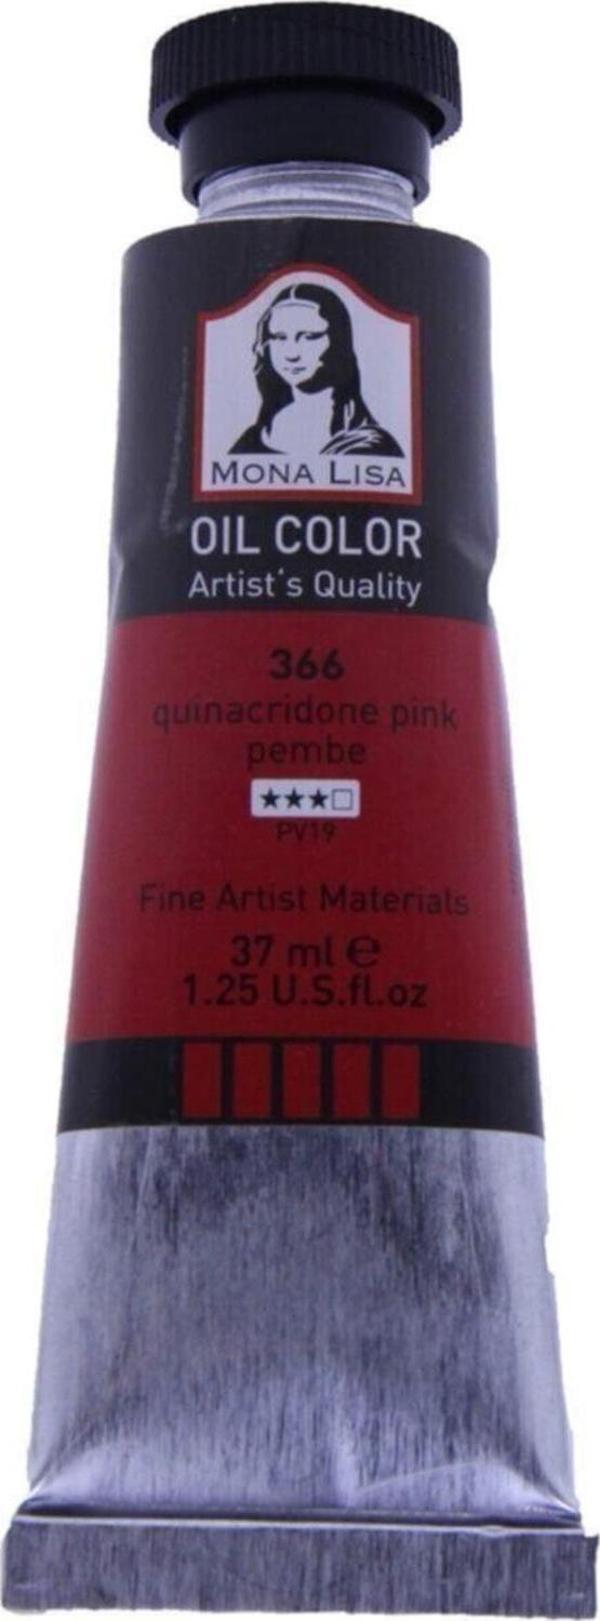 MONA LISA
OIL COLOR
Artist's Quality
366
quinacridone pink
pembe
★★★□
PV19
Fine Artist Materials
37 ml ℮
1.25 U.S.fl.oz